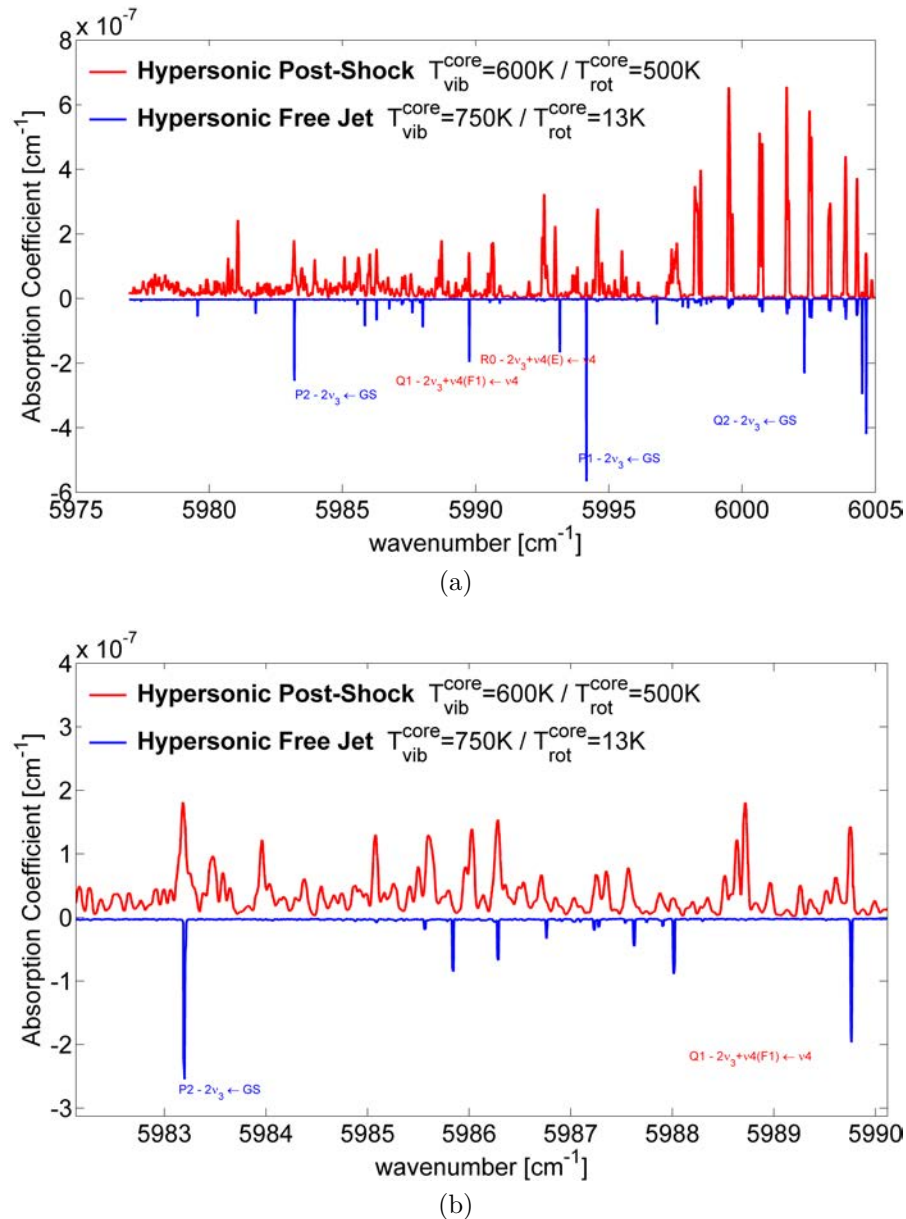 x 10⁻⁷
8
6
4
2
0
-2
-4
-6
Absorption Coefficient [cm⁻¹]
Hypersonic Post-Shock T_vib^core=600K / T_rot^core=500K
Hypersonic Free Jet T_vib^core=750K / T_rot^core=13K
R0 - 2ν₃+ν4(E) ← ν4
Q1 - 2ν₃+ν4(F1) ← ν4
P2 - 2ν₃ ← GS
Q2 - 2ν₃ ← GS
P1 - 2ν₃ ← GS
5975 5980 5985 5990 5995 6000 6005
wavenumber [cm⁻¹]
(a)
x 10⁻⁷
4
3
2
1
0
-1
-2
-3
Absorption Coefficient [cm⁻¹]
Hypersonic Post-Shock T_vib^core=600K / T_rot^core=500K
Hypersonic Free Jet T_vib^core=750K / T_rot^core=13K
Q1 - 2ν₃+ν4(F1) ← ν4
P2 - 2ν₃ ← GS
5983 5984 5985 5986 5987 5988 5989 5990
wavenumber [cm⁻¹]
(b)